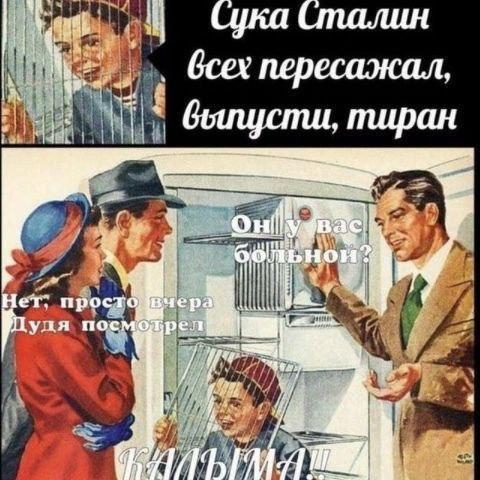 Сука Сталин
всех пересажал,
выпусти, тиран
Он у вас
больной?
Нет, просто вчера
Дудя посмотрел
КАЛЫМА!!